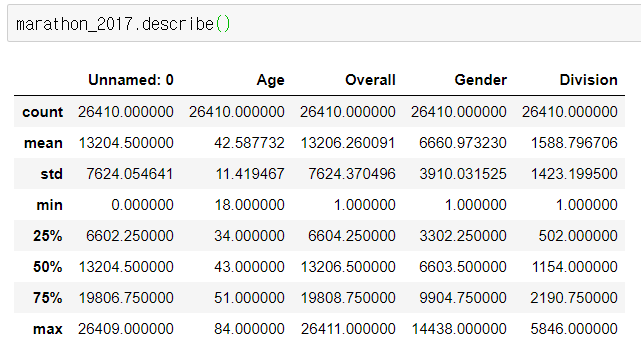 marathon_2017.describe()
Unnamed: 0 Age Overall Gender Division
count 26410.000000 26410.000000 26410.000000 26410.000000 26410.000000
mean 13204.500000 42.587732 13206.260091 6660.973230 1588.796706
std 7624.054641 11.419467 7624.370496 3910.031525 1423.199500
min 0.000000 18.000000 1.000000 1.000000 1.000000
25% 6602.250000 34.000000 6604.250000 3302.250000 502.000000
50% 13204.500000 43.000000 13206.500000 6603.500000 1154.000000
75% 19806.750000 51.000000 19808.750000 9904.750000 2190.750000
max 26409.000000 84.000000 26411.000000 14438.000000 5846.000000